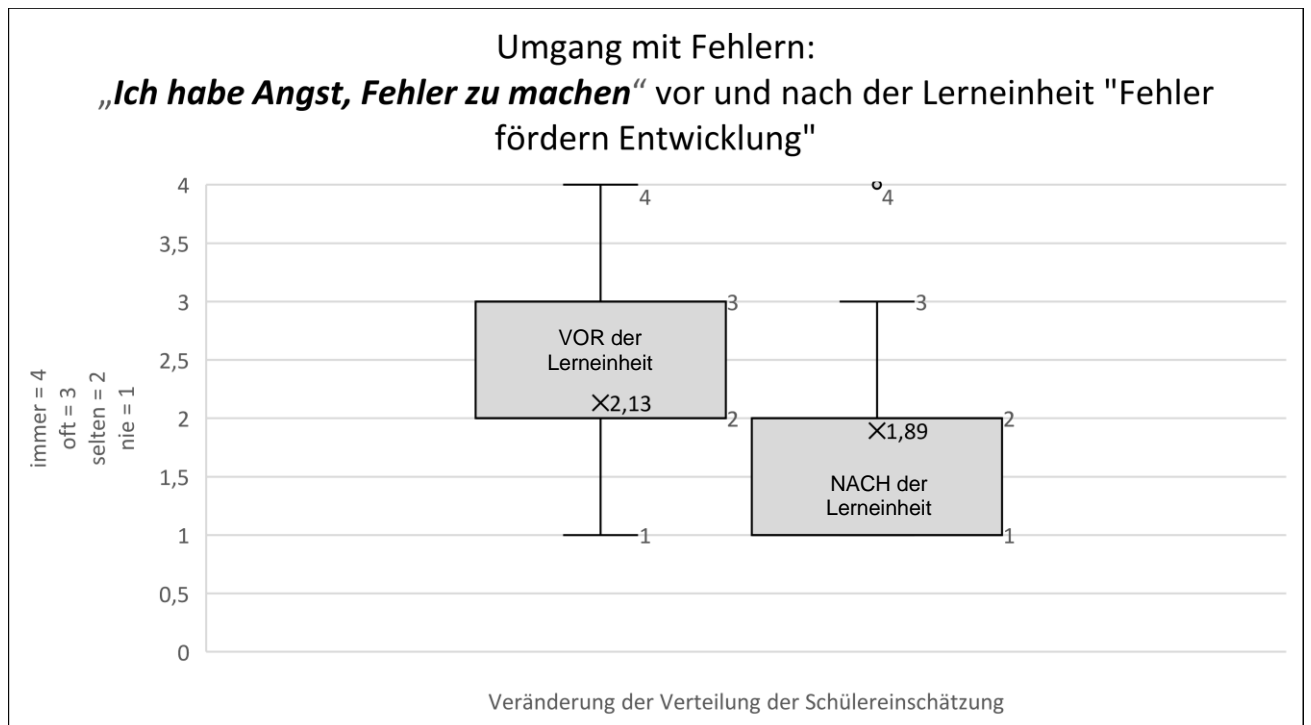 Umgang mit Fehlern:
„Ich habe Angst, Fehler zu machen“ vor und nach der Lerneinheit "Fehler
fördern Entwicklung"
4
3,5
3
2,5
2
1,5
1
0,5
0
immer = 4
oft = 3
selten = 2
nie = 1
4
3
VOR der
Lerneinheit
2,13
2
1
4
3
2
1,89
NACH der
Lerneinheit
1
Veränderung der Verteilung der Schülereinschätzung